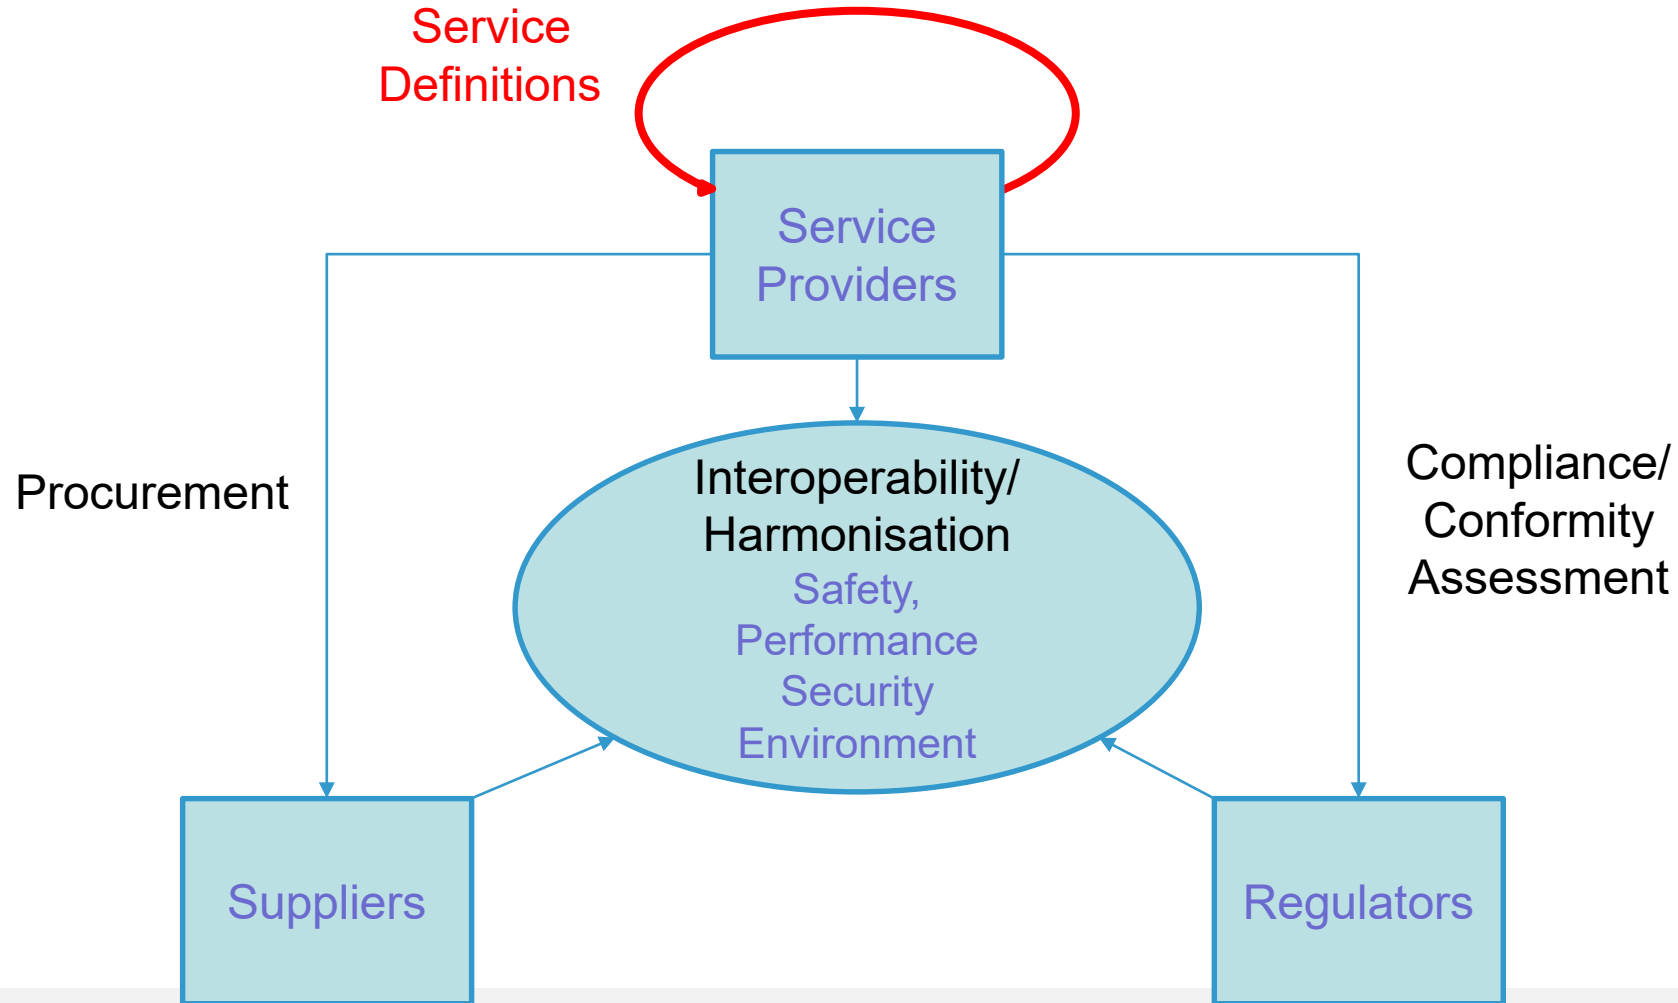 Service
Definitions
Service
Providers
Procurement
Interoperability/
Harmonisation
Safety,
Performance
Security
Environment
Compliance/
Conformity
Assessment
Suppliers
Regulators